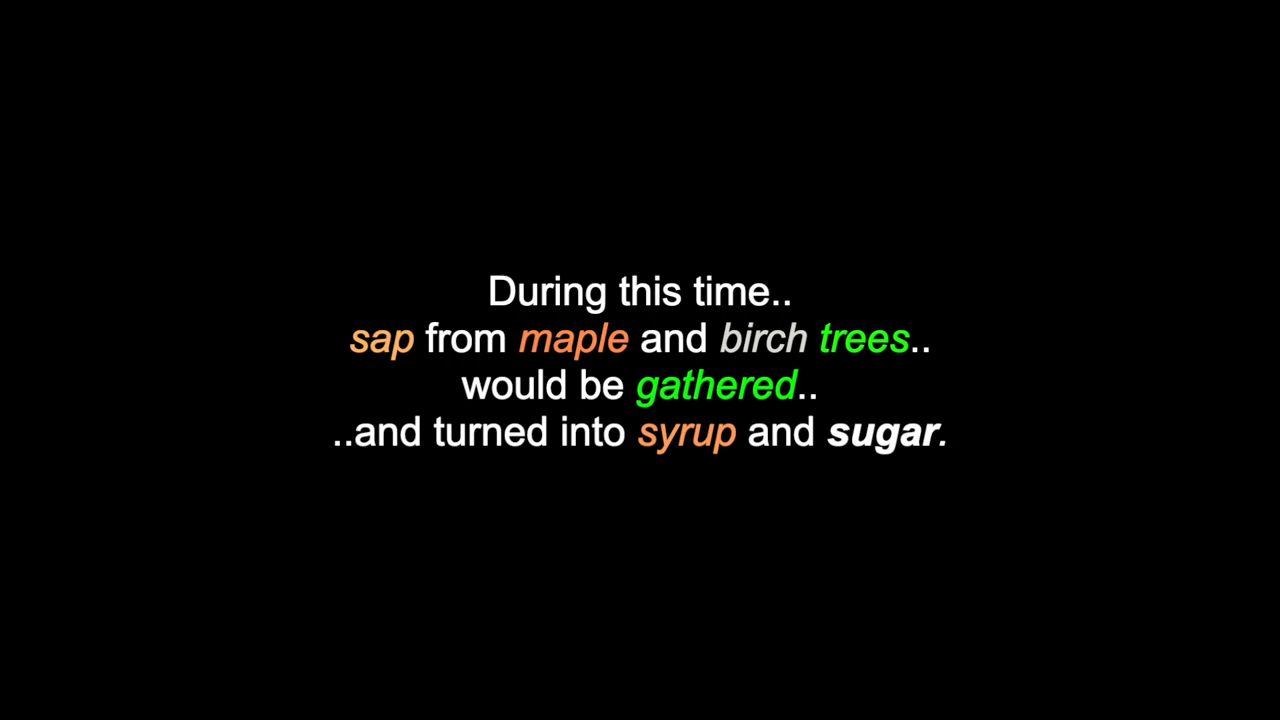 During this time..
sap from maple and birch trees..
would be gathered..
..and turned into syrup and sugar.